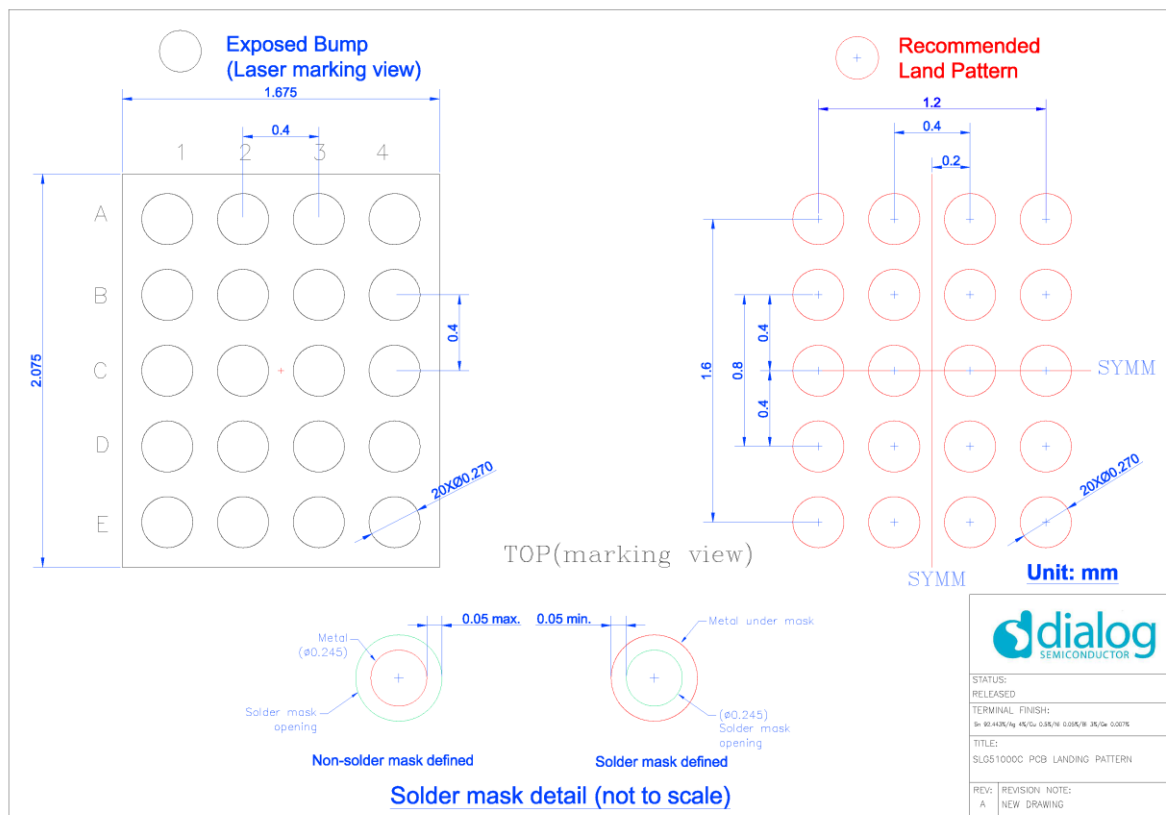 Exposed Bump
(Laser marking view)
1.675
0.4
1 2 3 4
A
B
C
D
E
2.075
0.4
20XØ0.270
TOP(marking view)
Recommended
Land Pattern
1.2
0.4
0.2
1.6
0.8
0.4
0.4
SYMM
20XØ0.270
SYMM
Unit: mm
0.05 max.
Metal
(ø0.245)
Solder mask
opening
Non-solder mask defined
0.05 min.
Metal under mask
(ø0.245)
Solder mask
opening
Solder mask defined
Solder mask detail (not to scale)
dialog
SEMICONDUCTOR
STATUS:
RELEASED
TERMINAL FINISH:
TITLE:
SLG51000C PCB LANDING PATTERN
REV: REVISION NOTE:
A NEW DRAWING